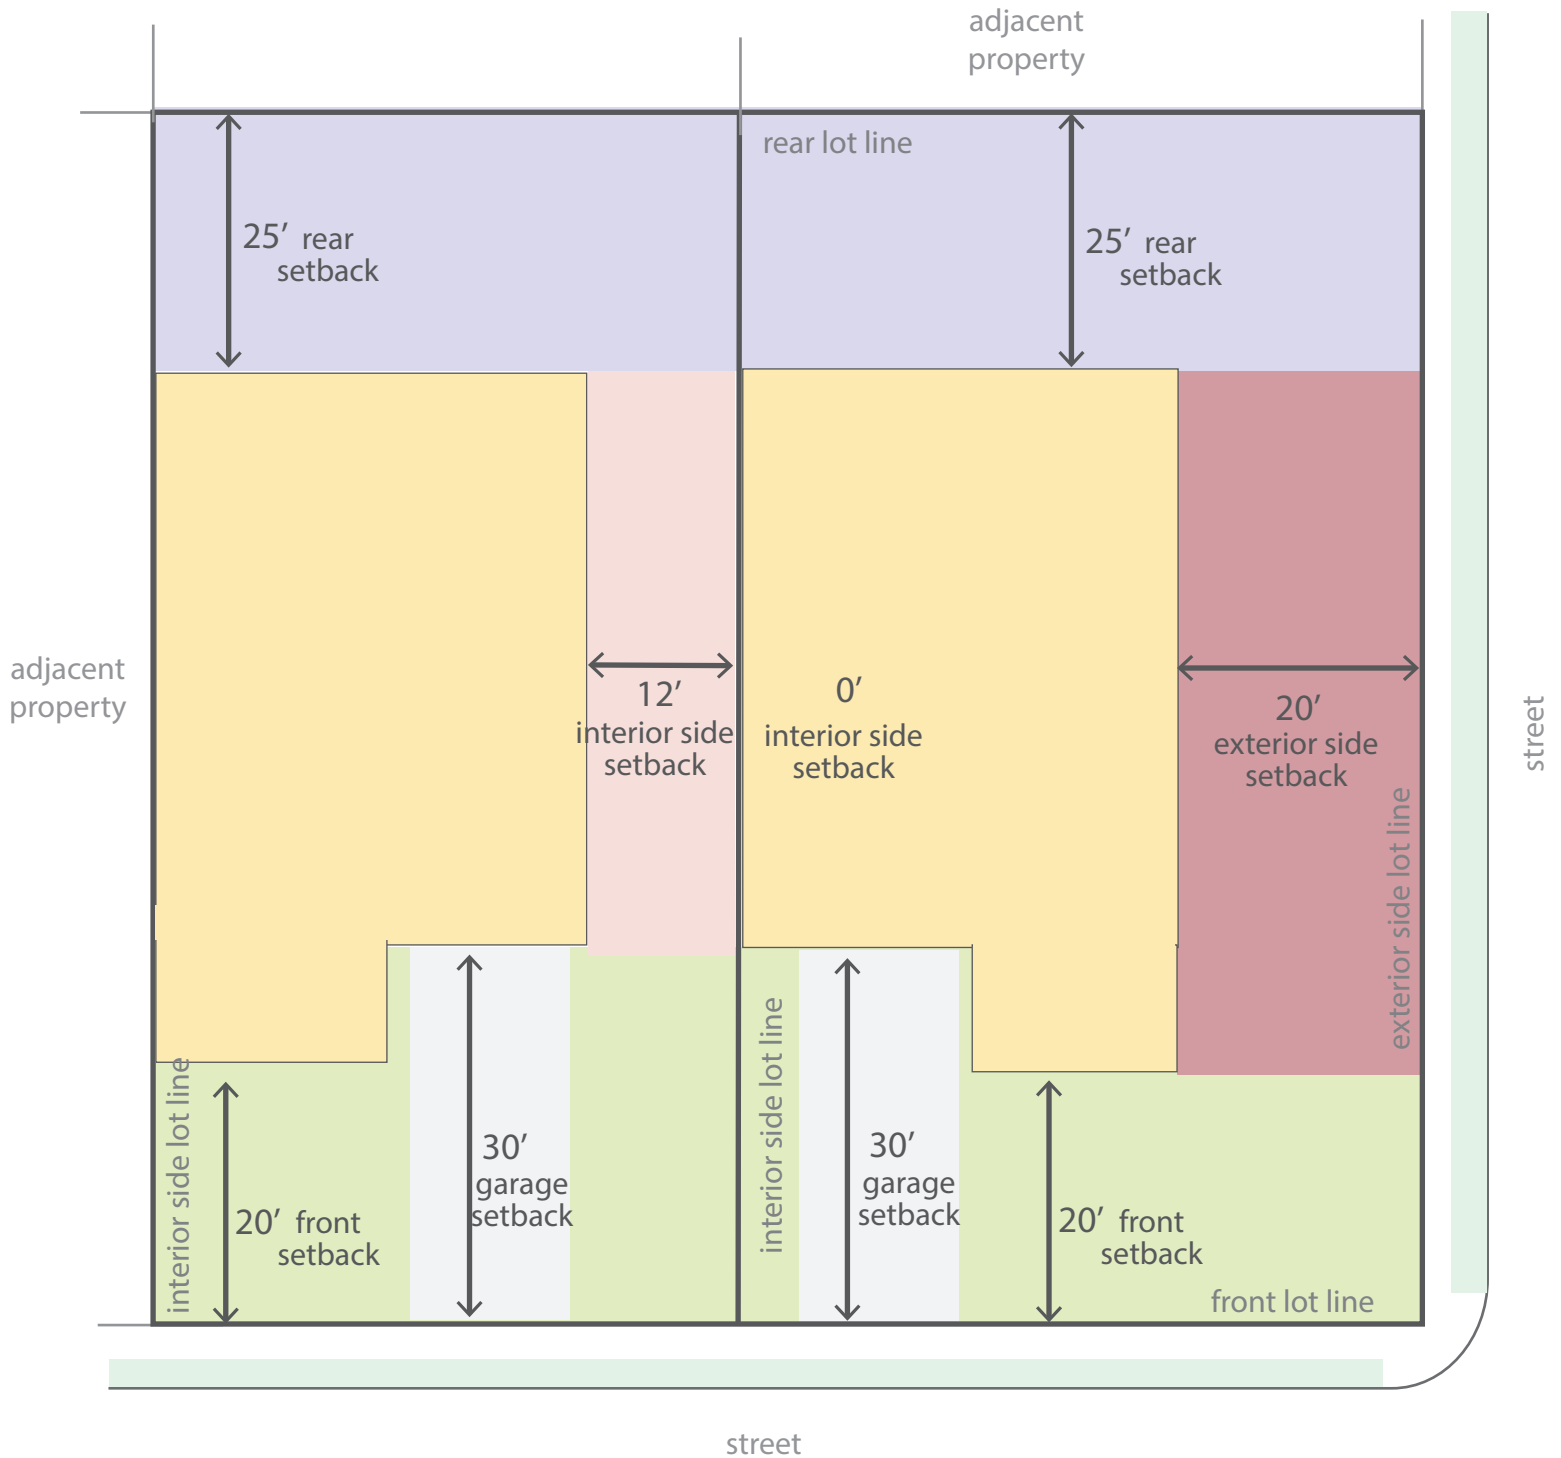 adjacent
property
rear lot line
25’ rear
setback
25’ rear
setback
adjacent
property
12’
interior side
setback
0’
interior side
setback
20’
exterior side
setback
street
exterior side lot line
interior side lot line
20’ front
setback
30’
garage
setback
interior side lot line
30’
garage
setback
20’ front
setback
front lot line
street